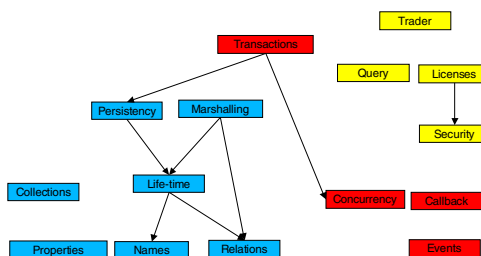 Trader
Transactions
Query
Licenses
Persistency
Marshalling
Security
Collections
Life-time
Concurrency
Callback
Properties
Names
Relations
Events